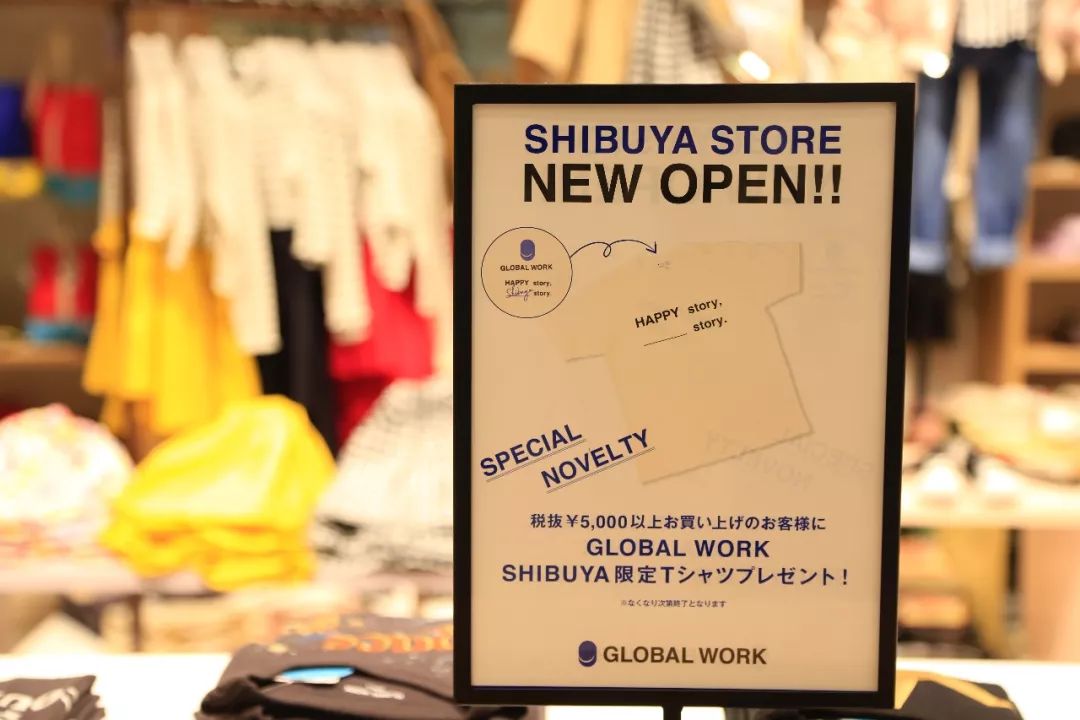 SHIBUYA STORE
NEW OPEN!!
GLOBAL WORK
HAPPY story,
Shibuya story.
HAPPY story,
____ story.
SPECIAL
NOVELTY
税抜￥5,000以上お買い上げのお客様に
GLOBAL WORK
SHIBUYA限定Tシャツプレゼント！
※なくなり次第終了となります
GLOBAL WORK